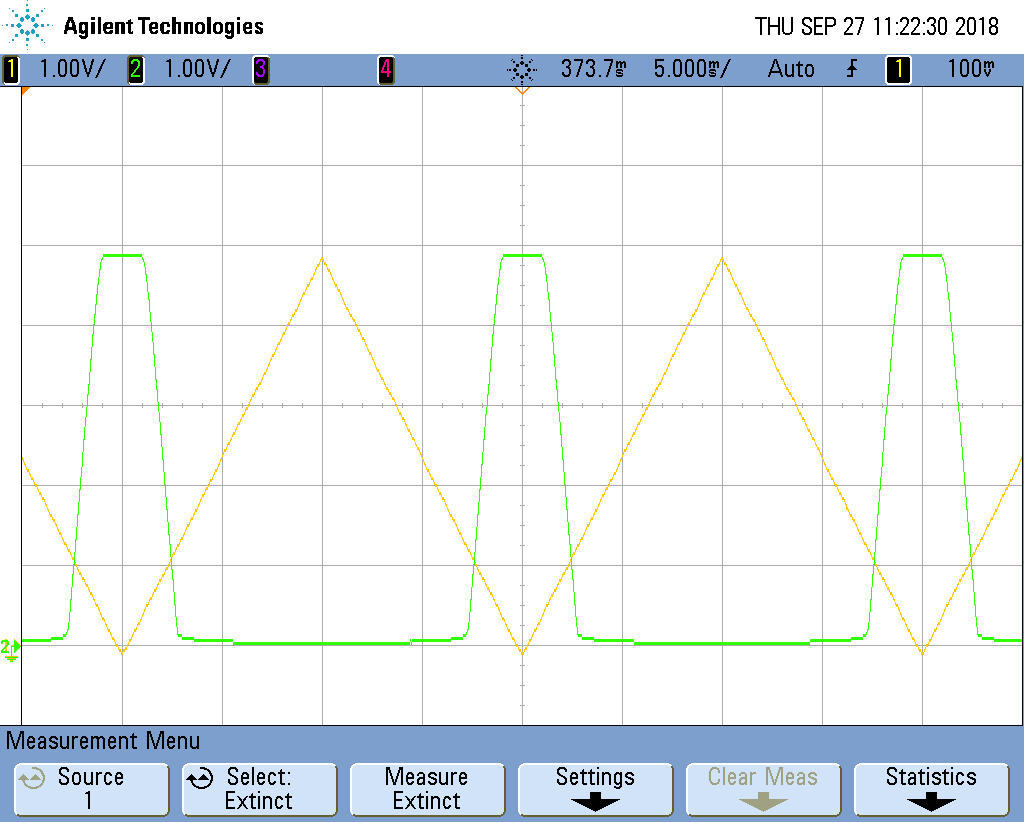 Agilent Technologies THU SEP 27 11:22:30 2018
1 1.00V/ 2 1.00V/ 3 4 373.7ms 5.000ms/ Auto 1 100mV
2
Measurement Menu
Source Select: Measure Settings Clear Meas Statistics
1 Extinct Extinct